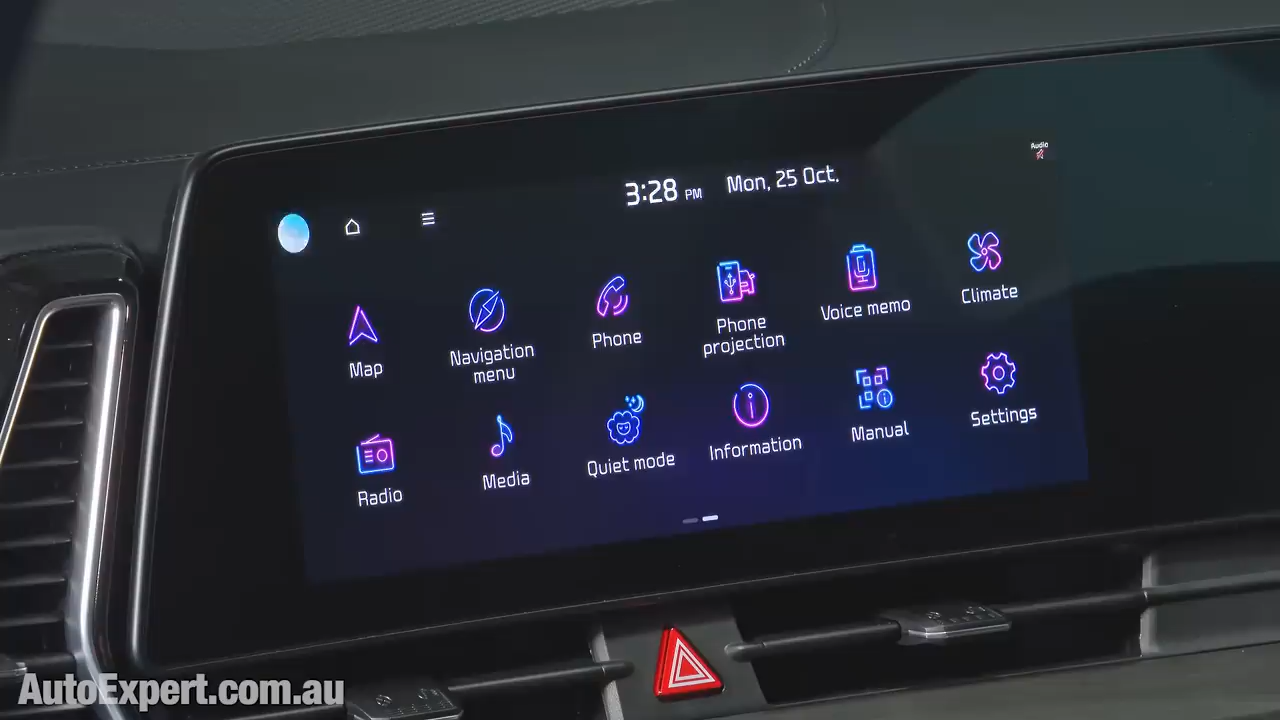 Audio
3:28 PM Mon, 25 Oct.
Map
Navigation
menu
Phone
Phone
projection
Voice memo
Climate
Radio
Media
Quiet mode
Information
Manual
Settings
AutoExpert.com.au